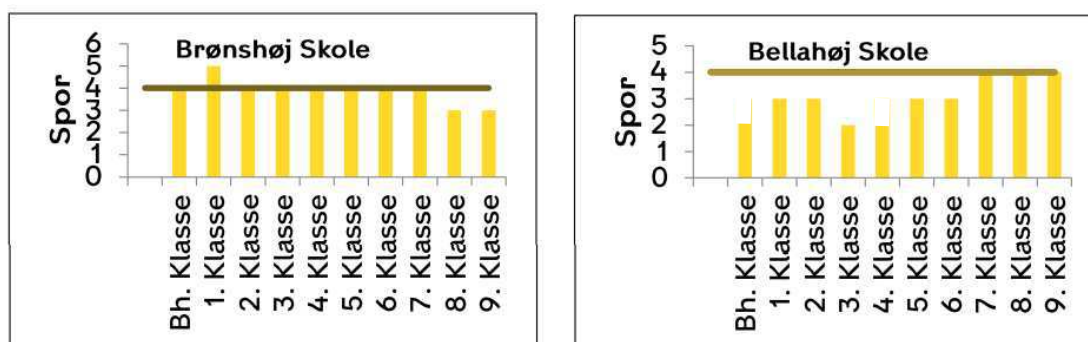 Brønshøj Skole
Spor
6
5
4
3
2
1
0
Bh. Klasse
1. Klasse
2. Klasse
3. Klasse
4. Klasse
5. Klasse
6. Klasse
7. Klasse
8. Klasse
9. Klasse
Bellahøj Skole
Spor
5
4
3
2
1
0
Bh. Klasse
1. Klasse
2. Klasse
3. Klasse
4. Klasse
5. Klasse
6. Klasse
7. Klasse
8. Klasse
9. Klasse